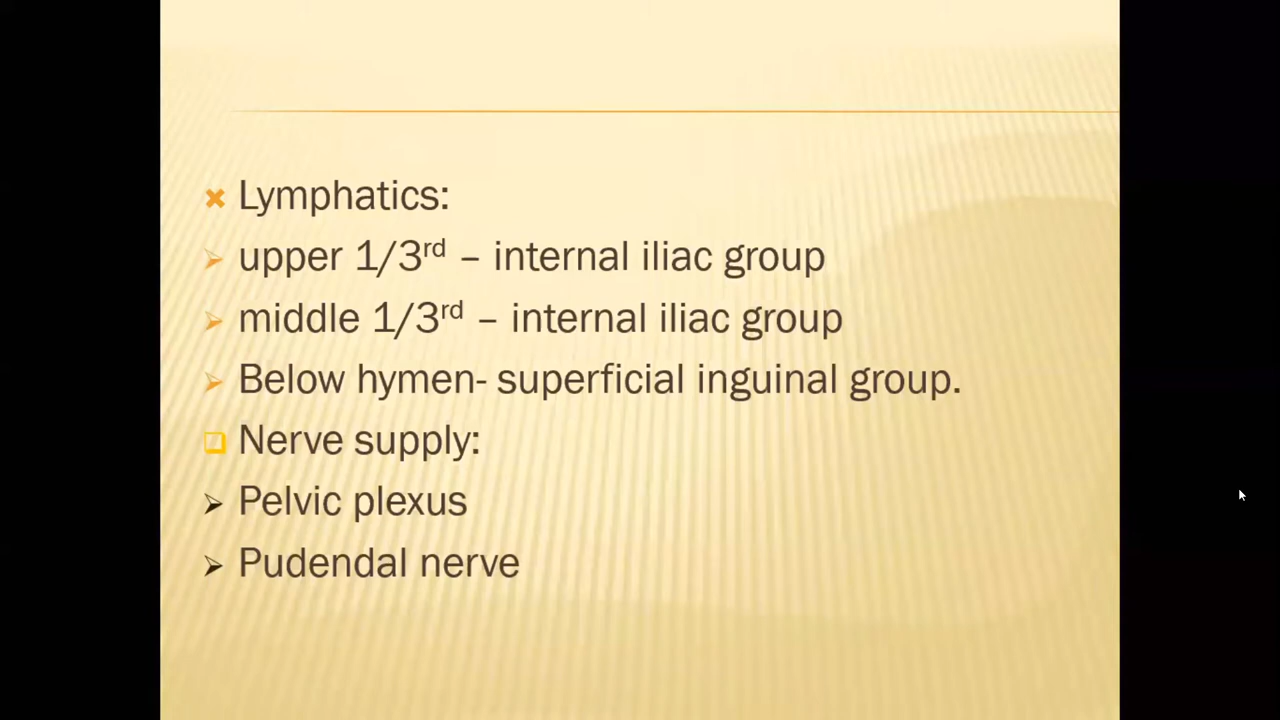 Lymphatics:
upper 1/3rd – internal iliac group
middle 1/3rd – internal iliac group
Below hymen- superficial inguinal group.
Nerve supply:
Pelvic plexus
Pudendal nerve